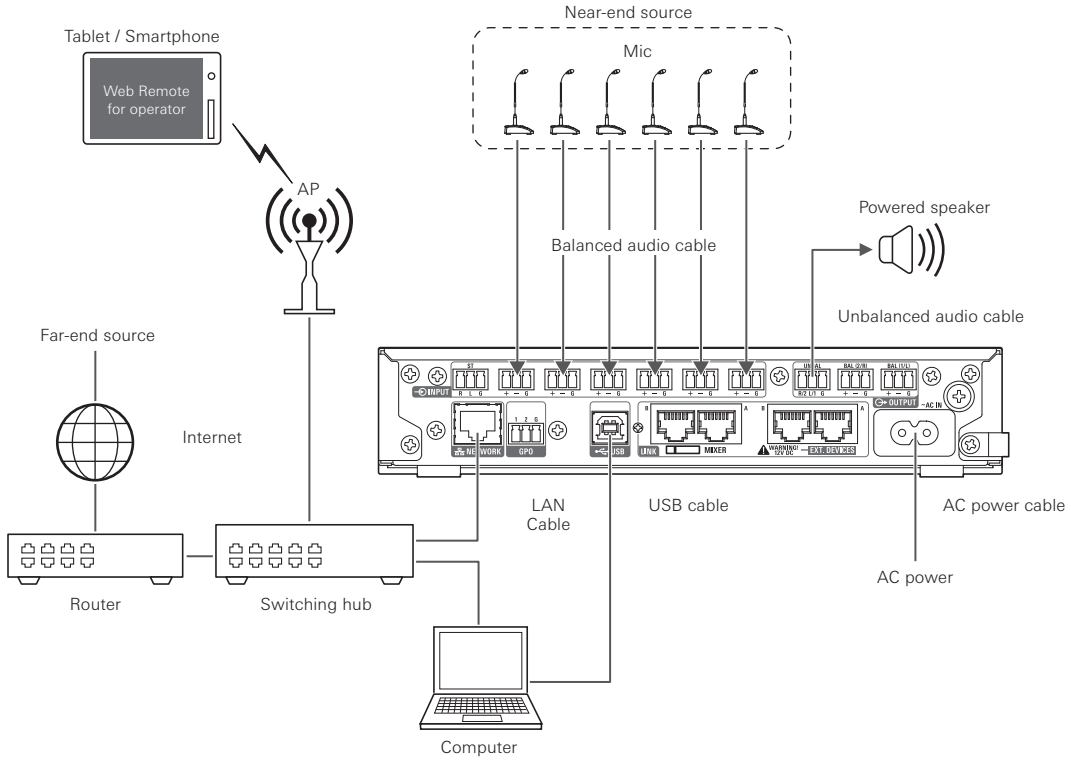 Near-end source
Tablet / Smartphone
Mic
Web Remote
for operator
AP
Powered speaker
Balanced audio cable
Unbalanced audio cable
Far-end source
ST
UNBAL
BAL (2/R)
BAL (1/L)
INPUT
R L G
+ – G
+ – G
+ – G
+ – G
+ – G
+ – G
R/2 L/1 G
+ – G
+ – G
OUTPUT
~AC IN
Internet
1 2 G
B
A
B
A
NETWORK
GPO
USB
LINK
MIXER
WARNING!
12V DC
EXT. DEVICES
LAN
Cable
USB cable
AC power cable
AC power
Router
Switching hub
Computer